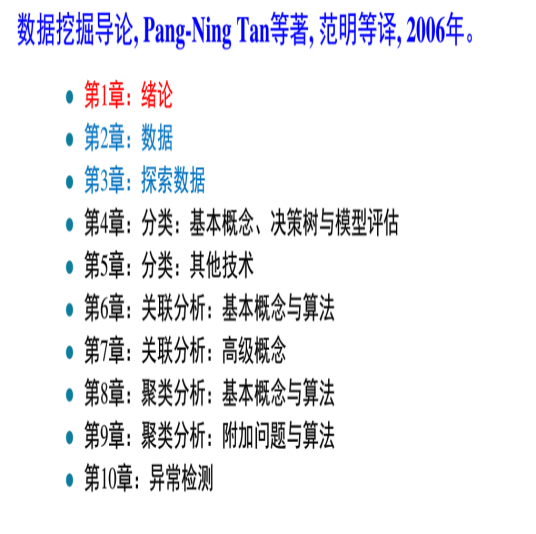 数据挖掘导论, Pang-Ning Tan等著, 范明等译, 2006年。
第1章：绪论
第2章：数据
第3章：探索数据
第4章：分类：基本概念、决策树与模型评估
第5章：分类：其他技术
第6章：关联分析：基本概念与算法
第7章：关联分析：高级概念
第8章：聚类分析：基本概念与算法
第9章：聚类分析：附加问题与算法
第10章：异常检测